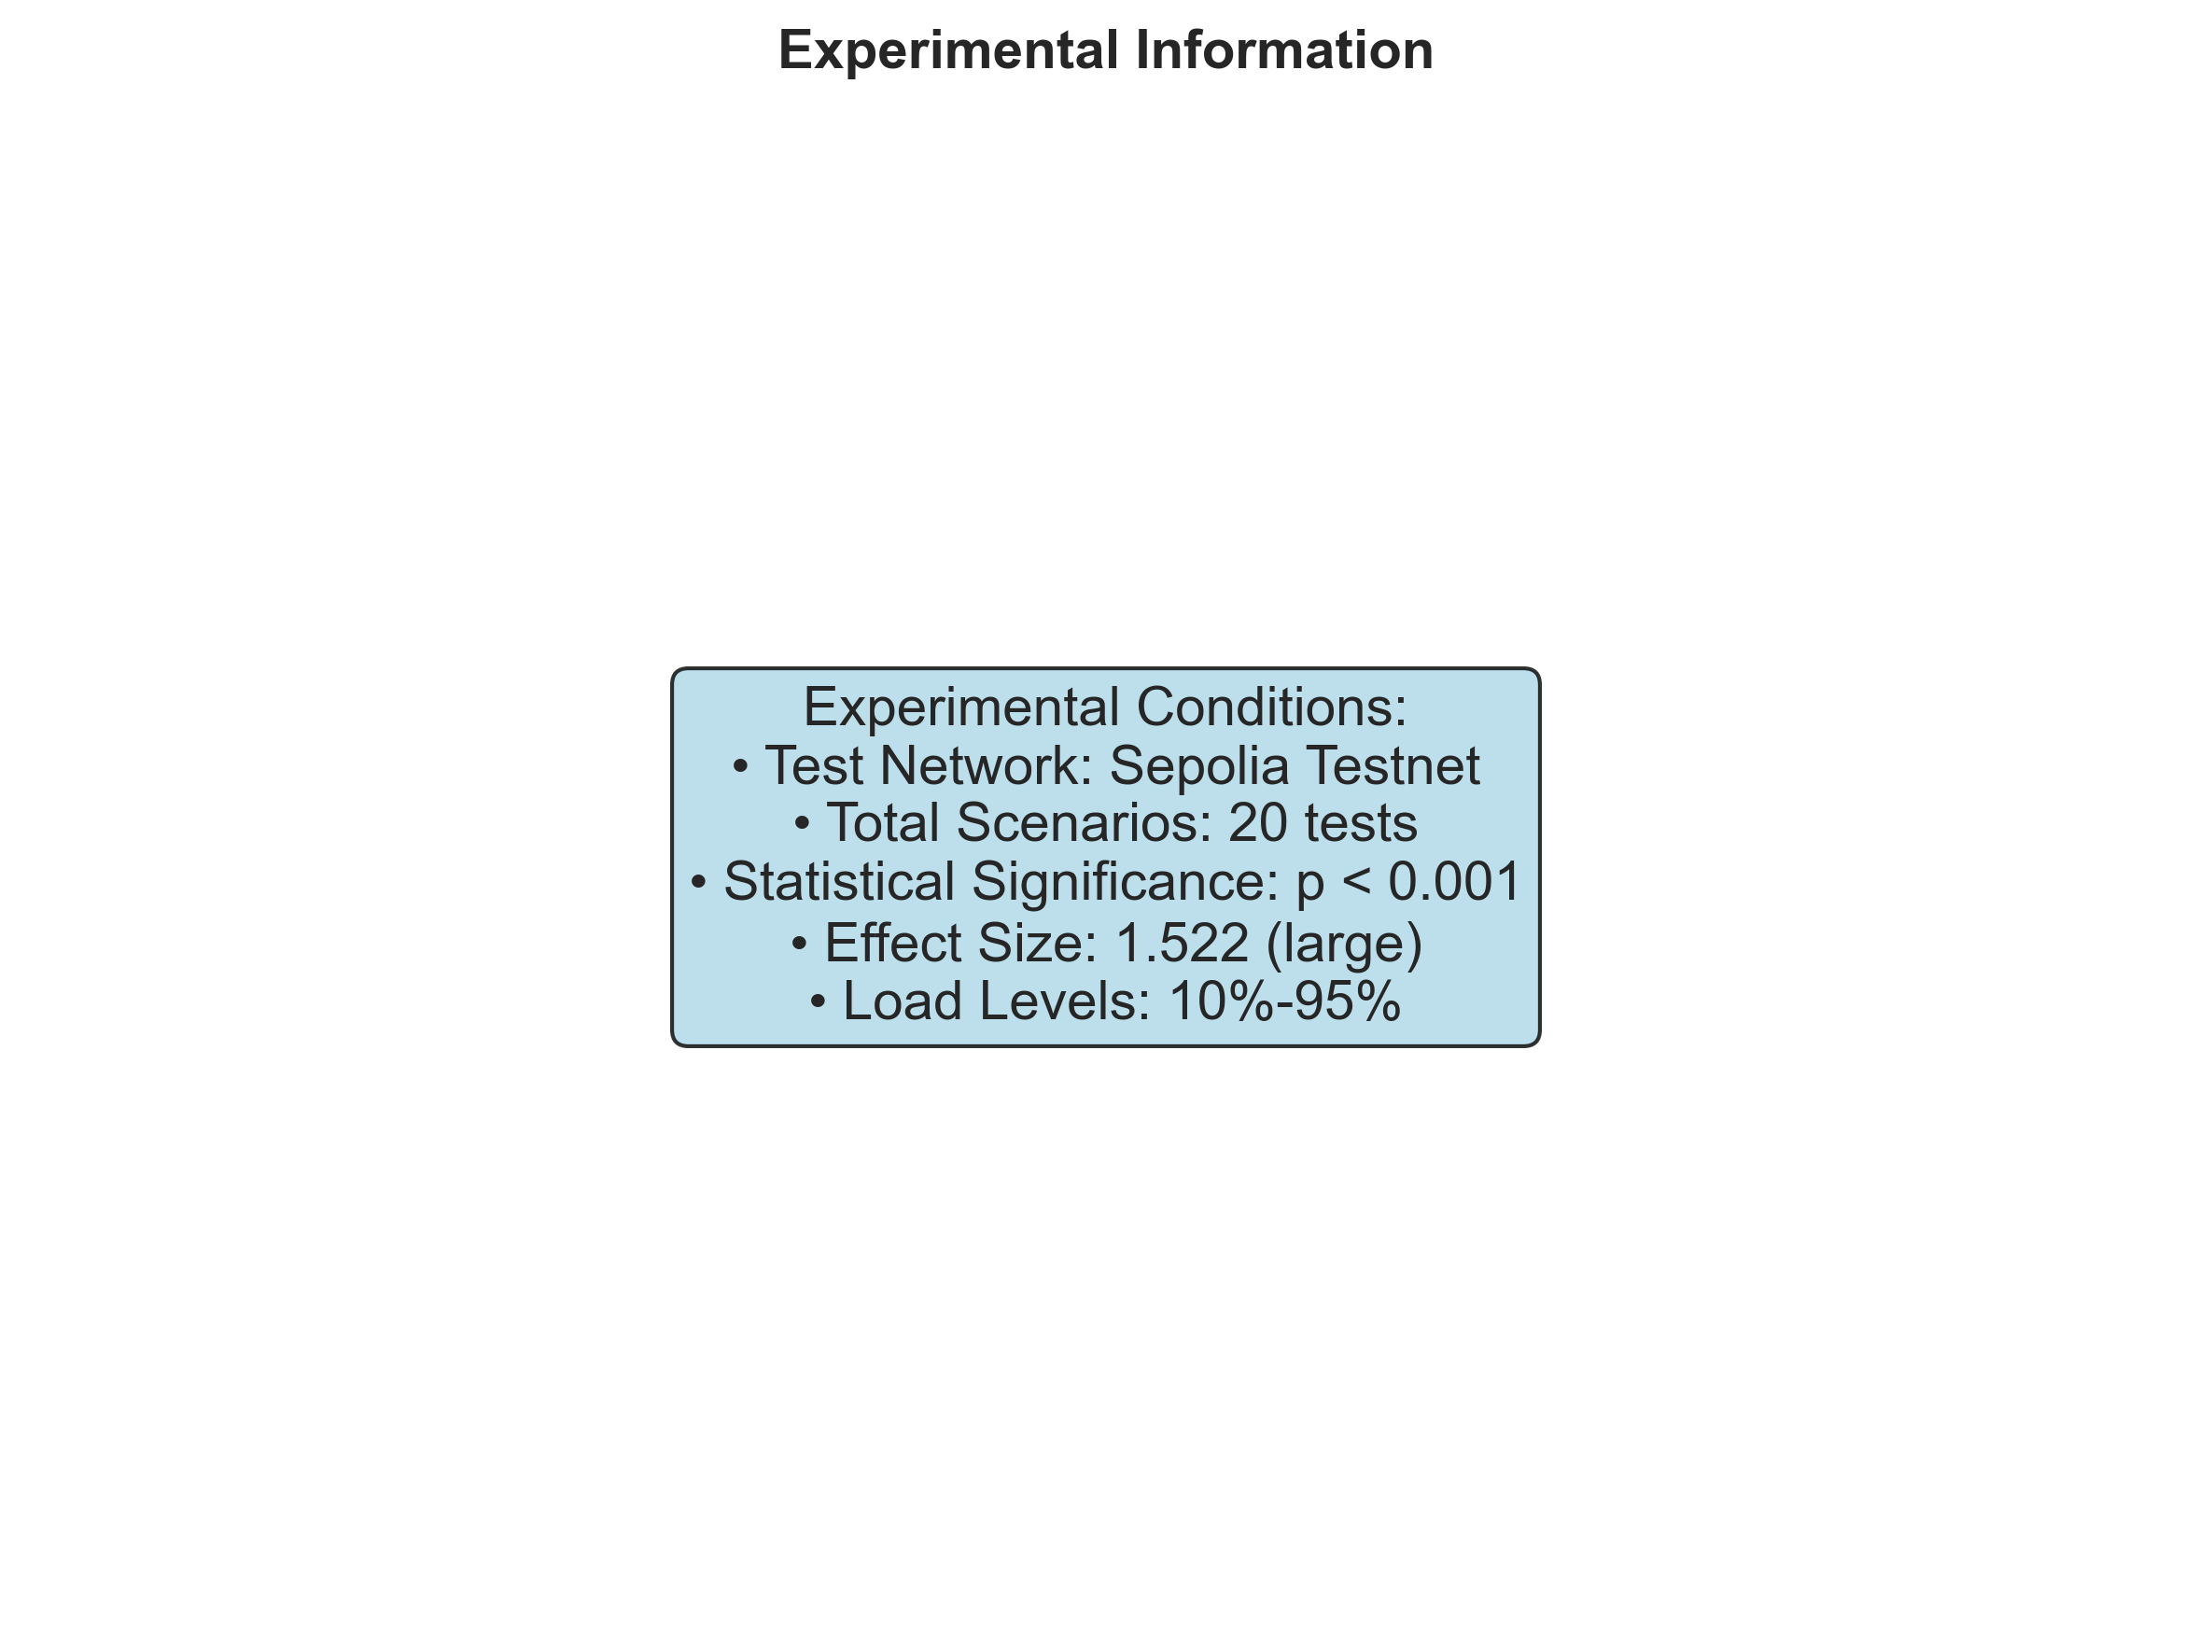 Experimental Information
Experimental Conditions:
• Test Network: Sepolia Testnet
• Total Scenarios: 20 tests
• Statistical Significance: p < 0.001
• Effect Size: 1.522 (large)
• Load Levels: 10%-95%